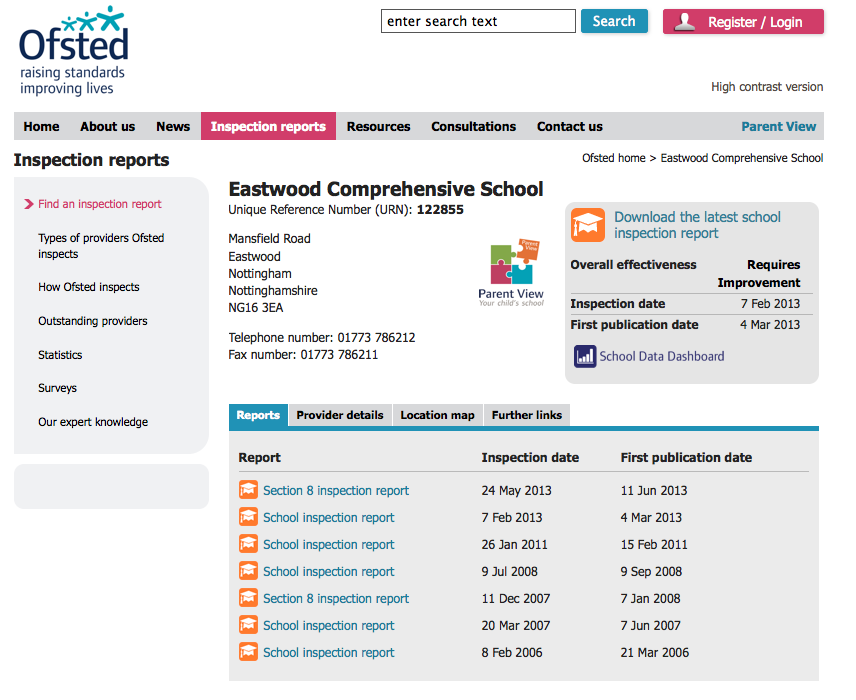 Ofsted
raising standards
improving lives
enter search text
Search
Register / Login
High contrast version
Home About us News Inspection reports Resources Consultations Contact us Parent View
Inspection reports
Ofsted home > Eastwood Comprehensive School
Find an inspection report
Types of providers Ofsted
inspects
How Ofsted inspects
Outstanding providers
Statistics
Surveys
Our expert knowledge
Eastwood Comprehensive School
Unique Reference Number (URN): 122855
Mansfield Road
Eastwood
Nottingham
Nottinghamshire
NG16 3EA
Telephone number: 01773 786212
Fax number: 01773 786211
Parent
View
Parent View
Your child's school
Download the latest school
inspection report
Overall effectiveness Requires
Improvement
Inspection date 7 Feb 2013
First publication date 4 Mar 2013
School Data Dashboard
Reports Provider details Location map Further links
Report Inspection date First publication date
Section 8 inspection report 24 May 2013 11 Jun 2013
School inspection report 7 Feb 2013 4 Mar 2013
School inspection report 26 Jan 2011 15 Feb 2011
School inspection report 9 Jul 2008 9 Sep 2008
Section 8 inspection report 11 Dec 2007 7 Jan 2008
School inspection report 20 Mar 2007 7 Jun 2007
School inspection report 8 Feb 2006 21 Mar 2006